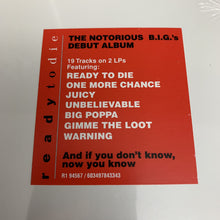 readytodie
THE NOTORIOUS B.I.G.'s
DEBUT ALBUM
19 Tracks on 2 LPs
Featuring:
READY TO DIE
ONE MORE CHANCE
JUICY
UNBELIEVABLE
BIG POPPA
GIMME THE LOOT
WARNING
And if you don't know,
now you know
R1 94567 / 603497843343